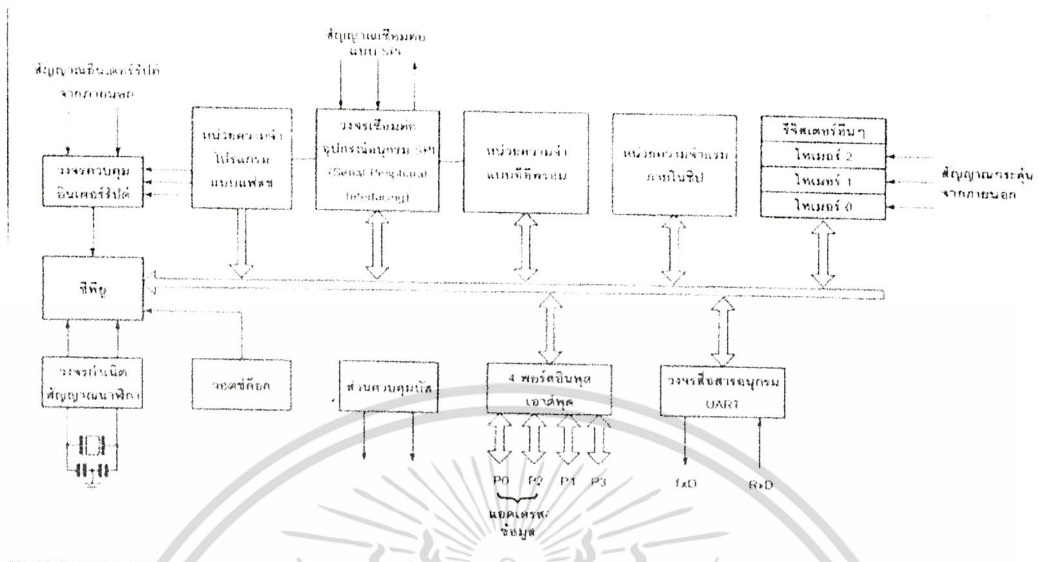 สัญญาณเชื่อมต่อ
แบบ SPI
สัญญาณอินเตอร์รัปต์
จากภายนอก
หน่วยความจำ
โปรแกรม
แบบแฟลช
วงจรเชื่อมต่อ
อุปกรณ์อนุกรม SPI
(Serial Peripheral
Interfacing)
หน่วยความจำ
แบบอีอีพรอม
หน่วยความจำแรม
ภายในชิป
รีจิสเตอร์อื่นๆ
ไทเมอร์ 2
ไทเมอร์ 1
ไทเมอร์ 0
สัญญาณกระตุ้น
จากภายนอก
วงจรควบคุม
อินเตอร์รัปต์
ซีพียู
วงจรกำเนิด
สัญญาณนาฬิกา
วอตช์ด็อก
ส่วนควบคุมบัส
4 พอร์ตอินพุต
เอาต์พุต
วงจรสื่อสารอนุกรม
UART
P0 P2 P1 P3
TxD RxD
แอดเดรส/
ข้อมูล